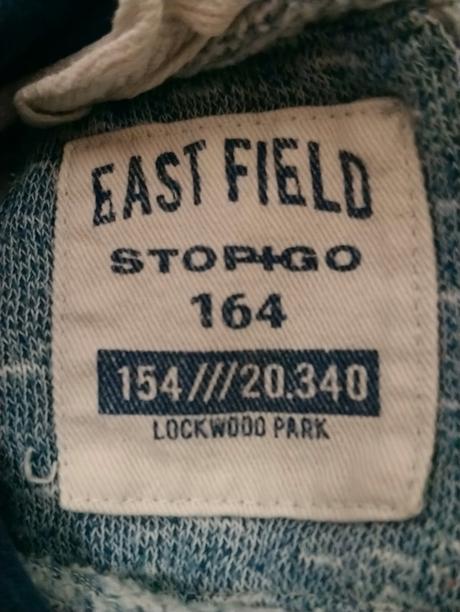 EAST FIELD
STOP+GO
164
154///20.340
LOCKWOOD PARK